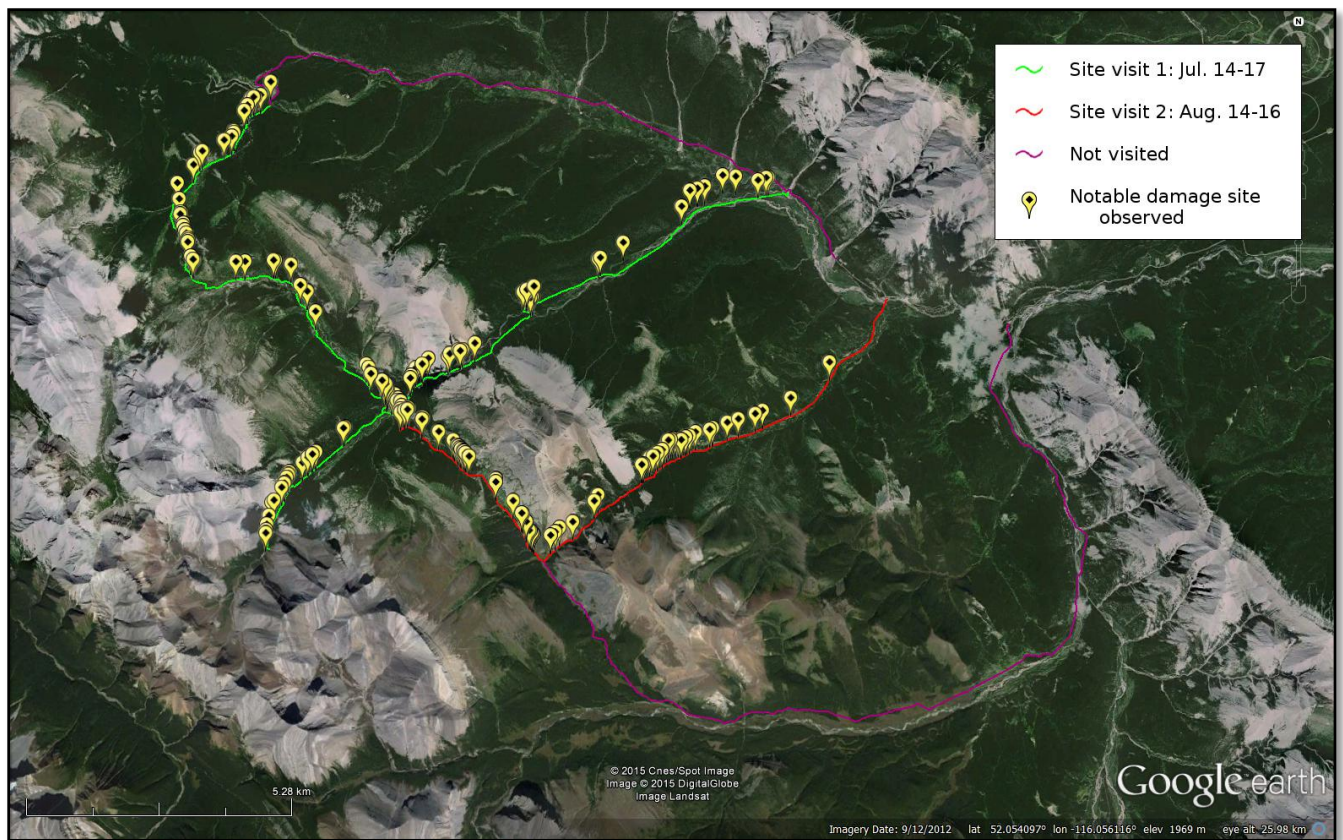 N
Site visit 1: Jul. 14-17
Site visit 2: Aug. 14-16
Not visited
Notable damage site
observed
5.28 km
© 2015 Cnes/Spot Image
Image © 2015 DigitalGlobe
Image Landsat
Google earth
Imagery Date: 9/12/2012 lat 52.054097° lon -116.056116° elev 1969 m eye alt 25.98 km